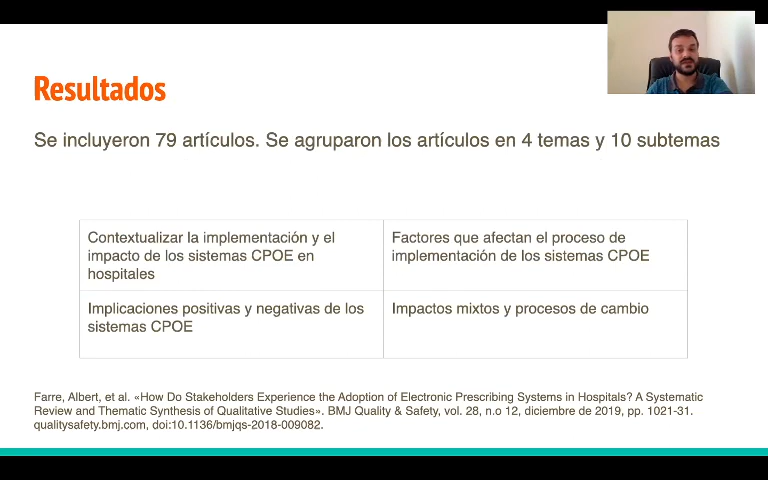 Resultados
Se incluyeron 79 artículos. Se agruparon los artículos en 4 temas y 10 subtemas
Contextualizar la implementación y el
impacto de los sistemas CPOE en
hospitales
Factores que afectan el proceso de
implementación de los sistemas CPOE
Implicaciones positivas y negativas de los
sistemas CPOE
Impactos mixtos y procesos de cambio
Farre, Albert, et al. «How Do Stakeholders Experience the Adoption of Electronic Prescribing Systems in Hospitals? A Systematic
Review and Thematic Synthesis of Qualitative Studies». BMJ Quality & Safety, vol. 28, n.o 12, diciembre de 2019, pp. 1021-31.
qualitysafety.bmj.com, doi:10.1136/bmjqs-2018-009082.